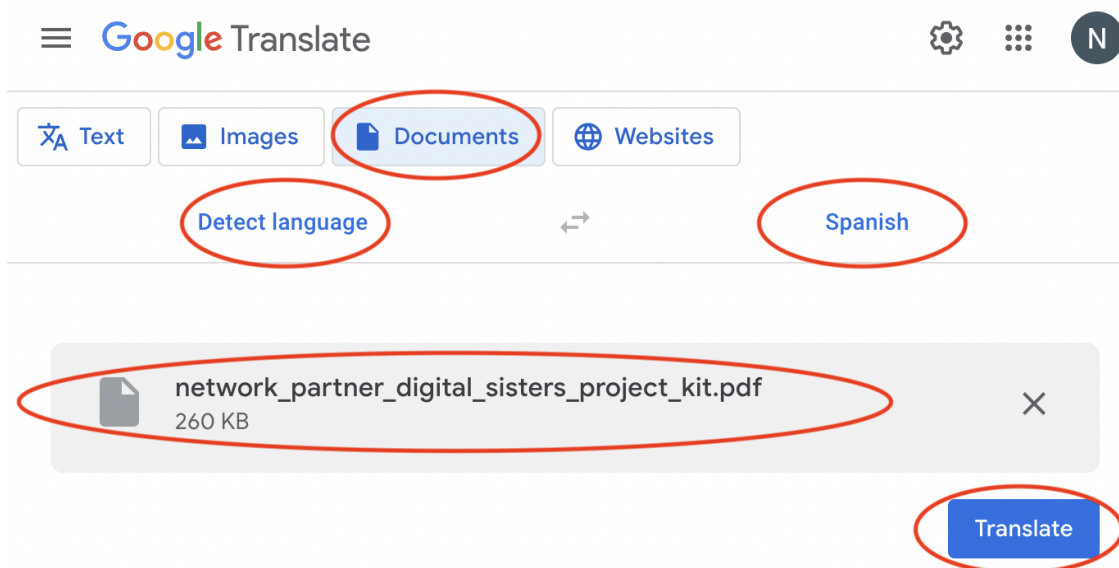 Google Translate
N
Text
Images
Documents
Websites
Detect language
Spanish
network_partner_digital_sisters_project_kit.pdf
260 KB
Translate